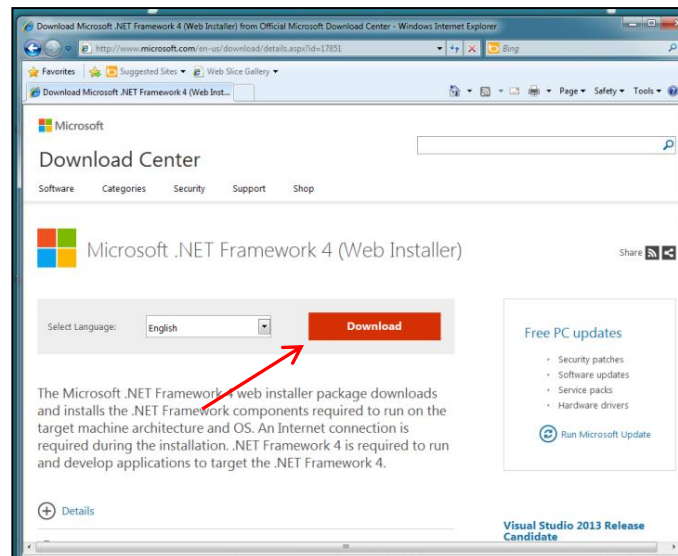 Download Microsoft .NET Framework 4 (Web Installer) from Official Microsoft Download Center - Windows Internet Explorer
http://www.microsoft.com/en-us/download/details.aspx?id=17851
Bing
Favorites Suggested Sites Web Slice Gallery
Download Microsoft .NET Framework 4 (Web Inst...
Page Safety Tools
Microsoft
Download Center
Software Categories Security Support Shop
Microsoft .NET Framework 4 (Web Installer)
Share
Select Language: English Download
The Microsoft .NET Framework 4 web installer package downloads
and installs the .NET Framework components required to run on the
target machine architecture and OS. An Internet connection is
required during the installation. .NET Framework 4 is required to run
and develop applications to target the .NET Framework 4.
Details
Free PC updates
Security patches
Software updates
Service packs
Hardware drivers
Run Microsoft Update
Visual Studio 2013 Release
Candidate